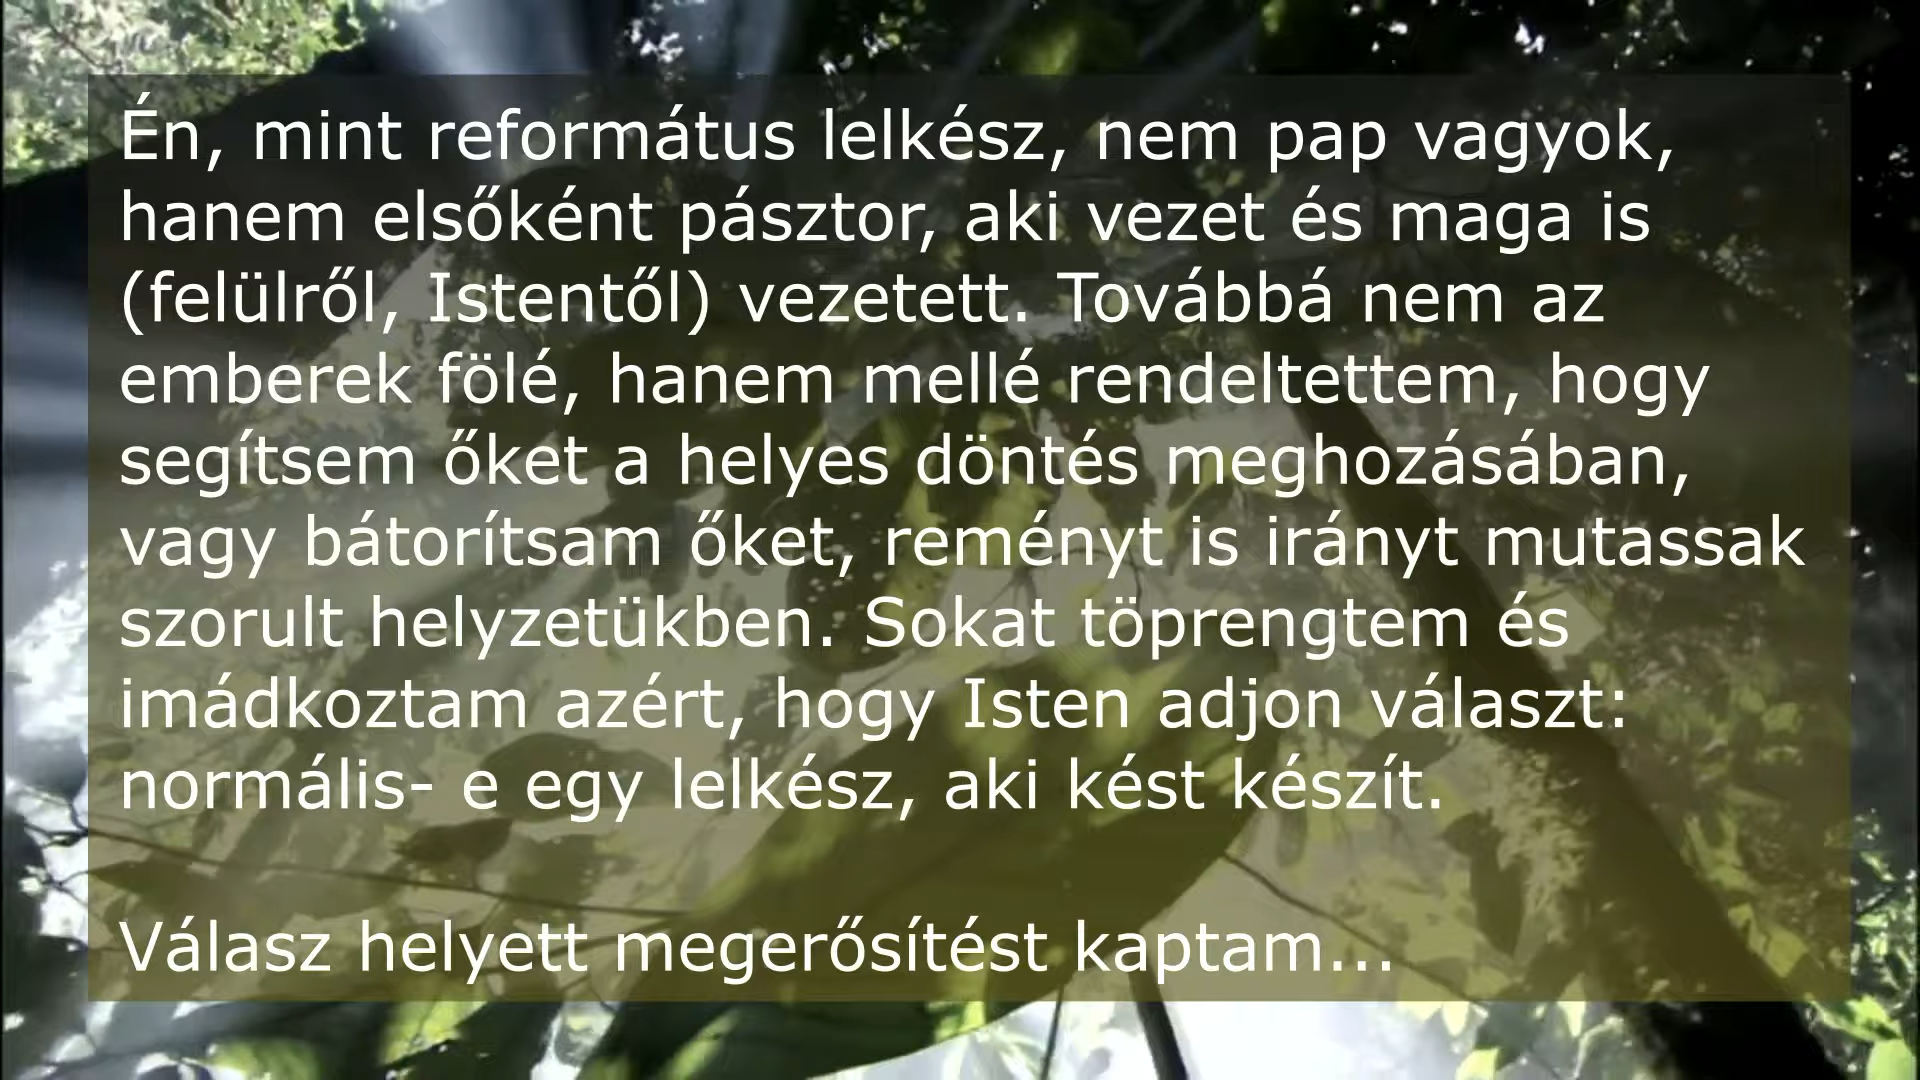 Én, mint református lelkész, nem pap vagyok,
hanem elsőként pásztor, aki vezet és maga is
(felülről, Istentől) vezetett. Továbbá nem az
emberek fölé, hanem mellé rendeltettem, hogy
segítsem őket a helyes döntés meghozásában,
vagy bátorítsam őket, reményt is irányt mutassak
szorult helyzetükben. Sokat töprengtem és
imádkoztam azért, hogy Isten adjon választ:
normális- e egy lelkész, aki kést készít.
Válasz helyett megerősítést kaptam...